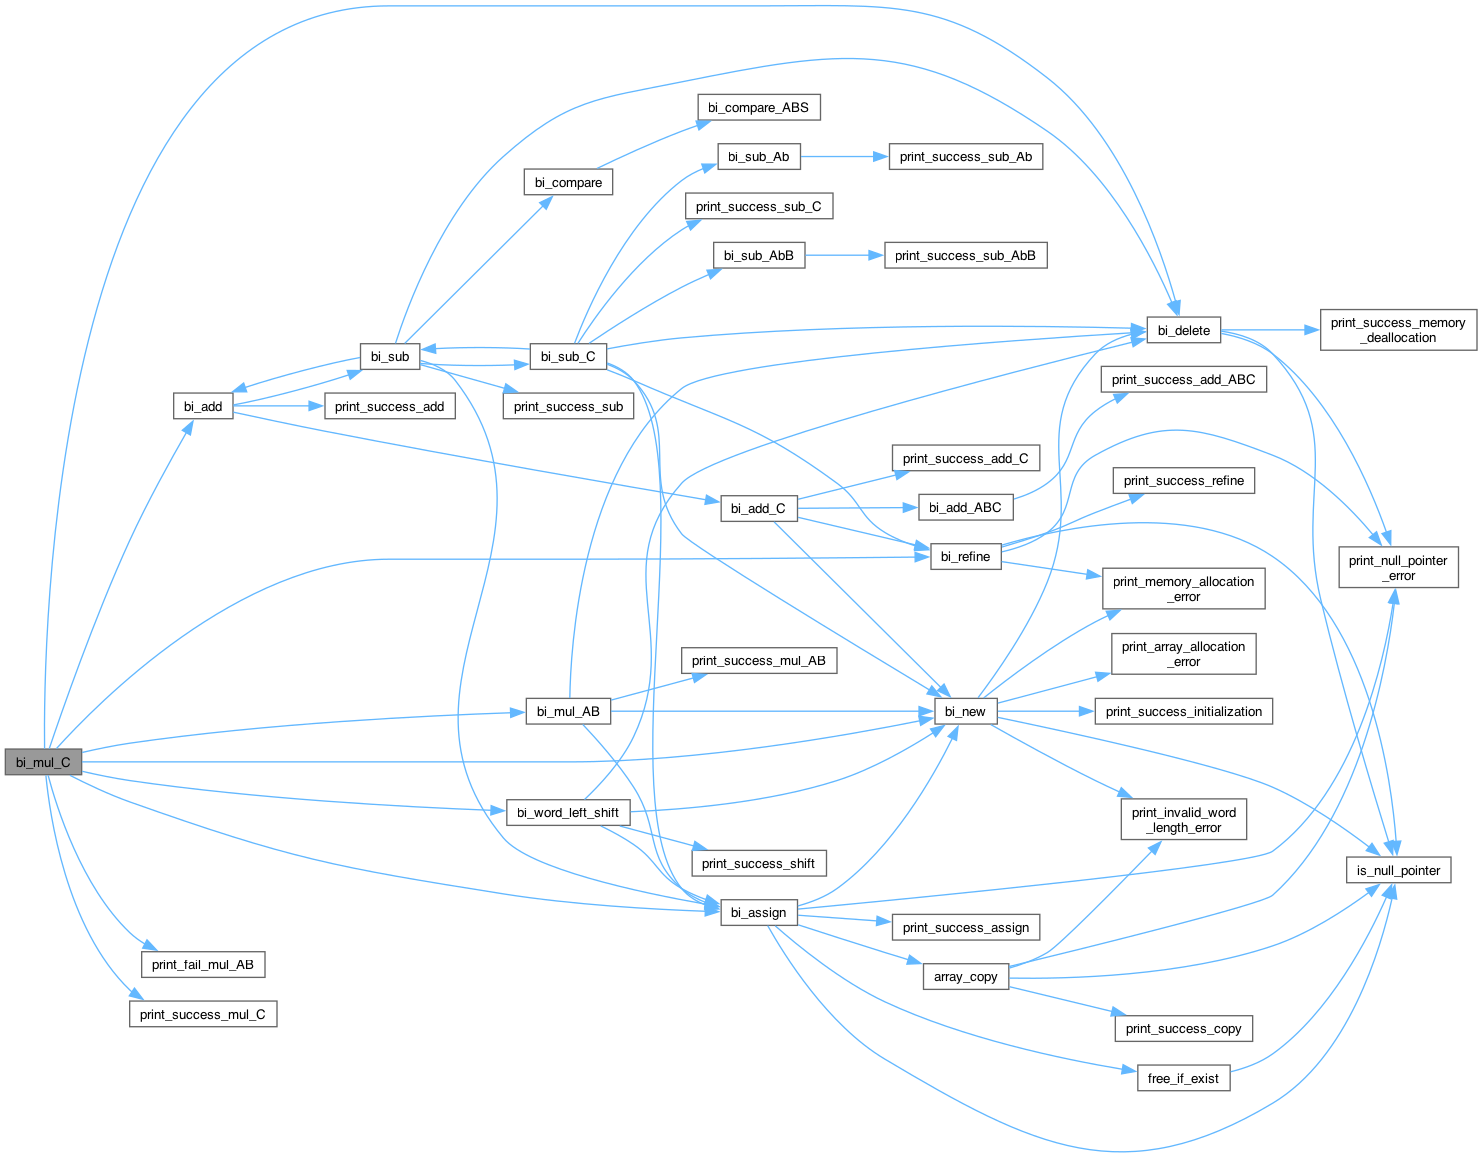 bi_compare_ABS
bi_sub_Ab
print_success_sub_Ab
bi_compare
print_success_sub_C
bi_sub_AbB
print_success_sub_AbB
bi_delete
print_success_memory
_deallocation
bi_sub
bi_sub_C
print_success_add_ABC
bi_add
print_success_add
print_success_sub
print_success_add_C
print_success_refine
bi_add_C
bi_add_ABC
bi_refine
print_null_pointer
_error
print_memory_allocation
_error
print_success_mul_AB
print_array_allocation
_error
bi_mul_AB
bi_new
print_success_initialization
bi_mul_C
bi_word_left_shift
print_invalid_word
_length_error
print_success_shift
is_null_pointer
bi_assign
print_success_assign
print_fail_mul_AB
array_copy
print_success_mul_C
print_success_copy
free_if_exist